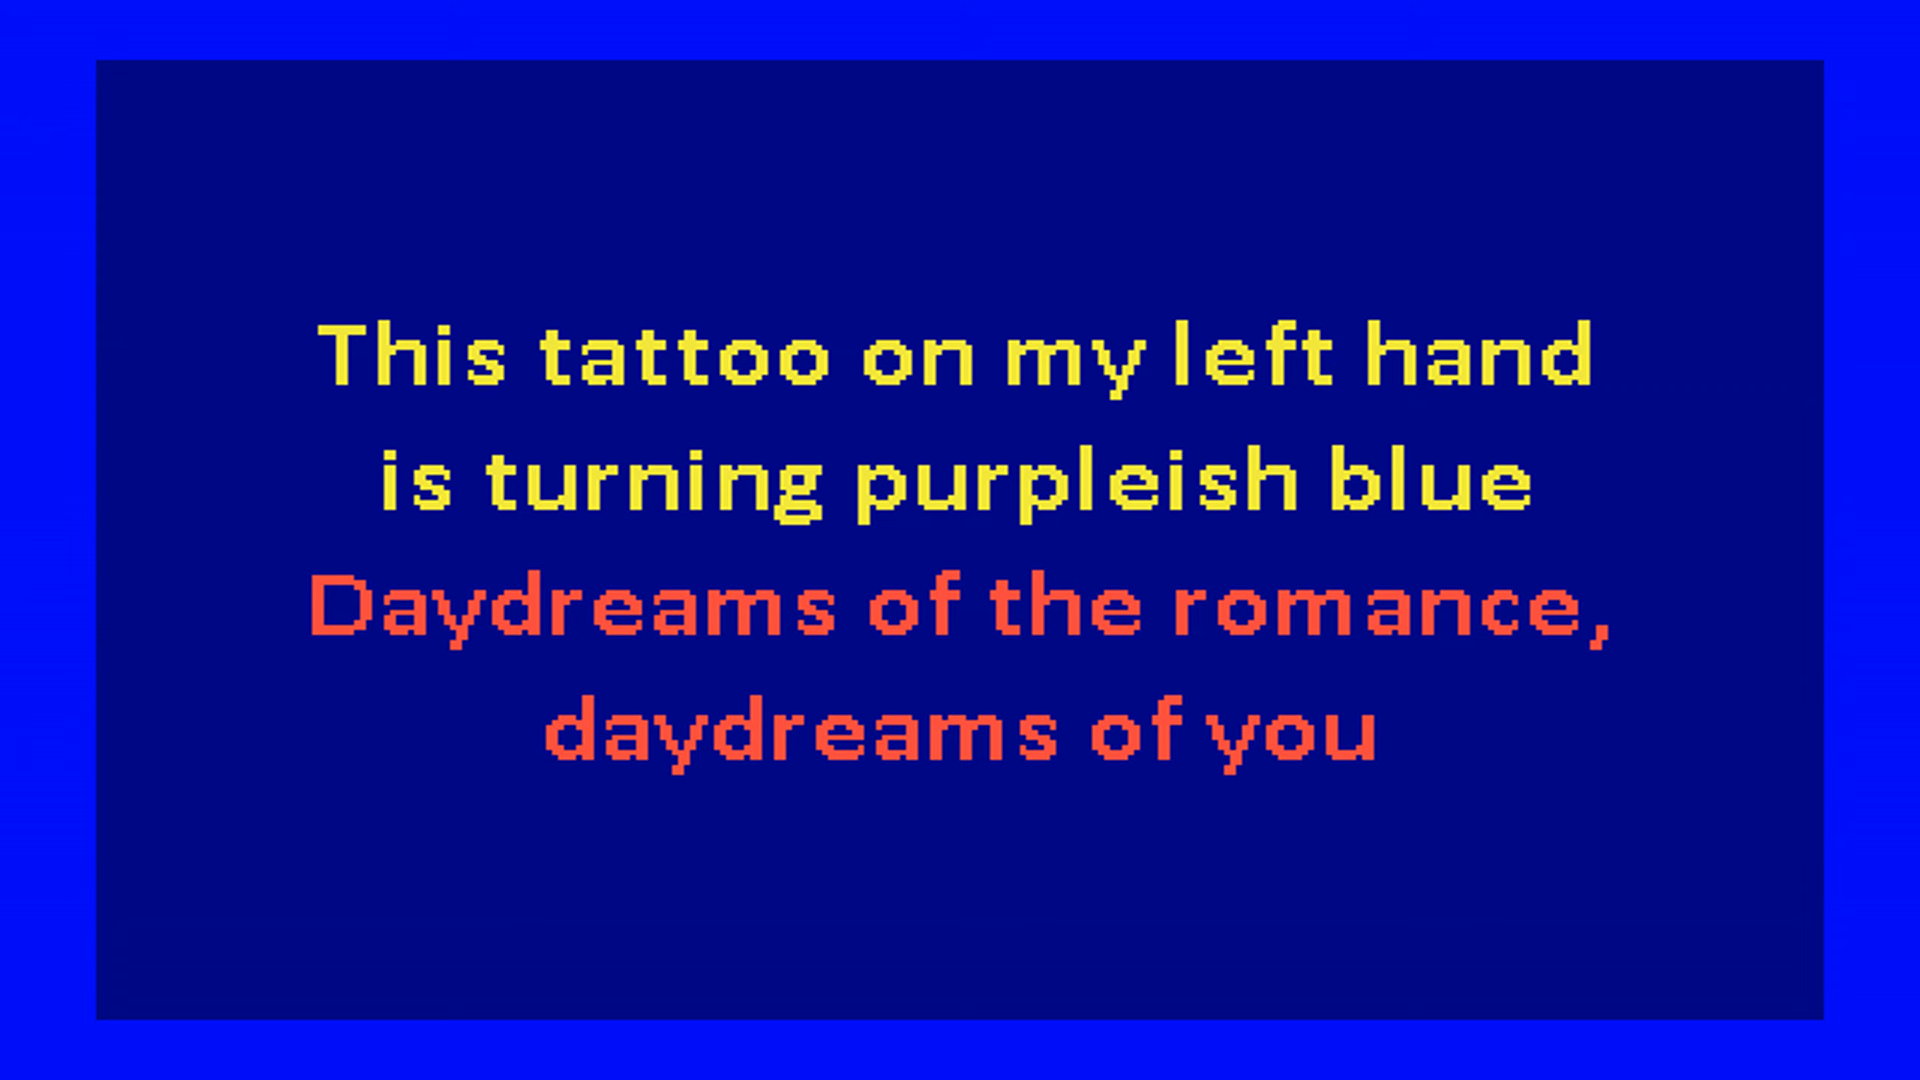 This tattoo on my left hand
is turning purpleish blue
Daydreams of the romance,
daydreams of you